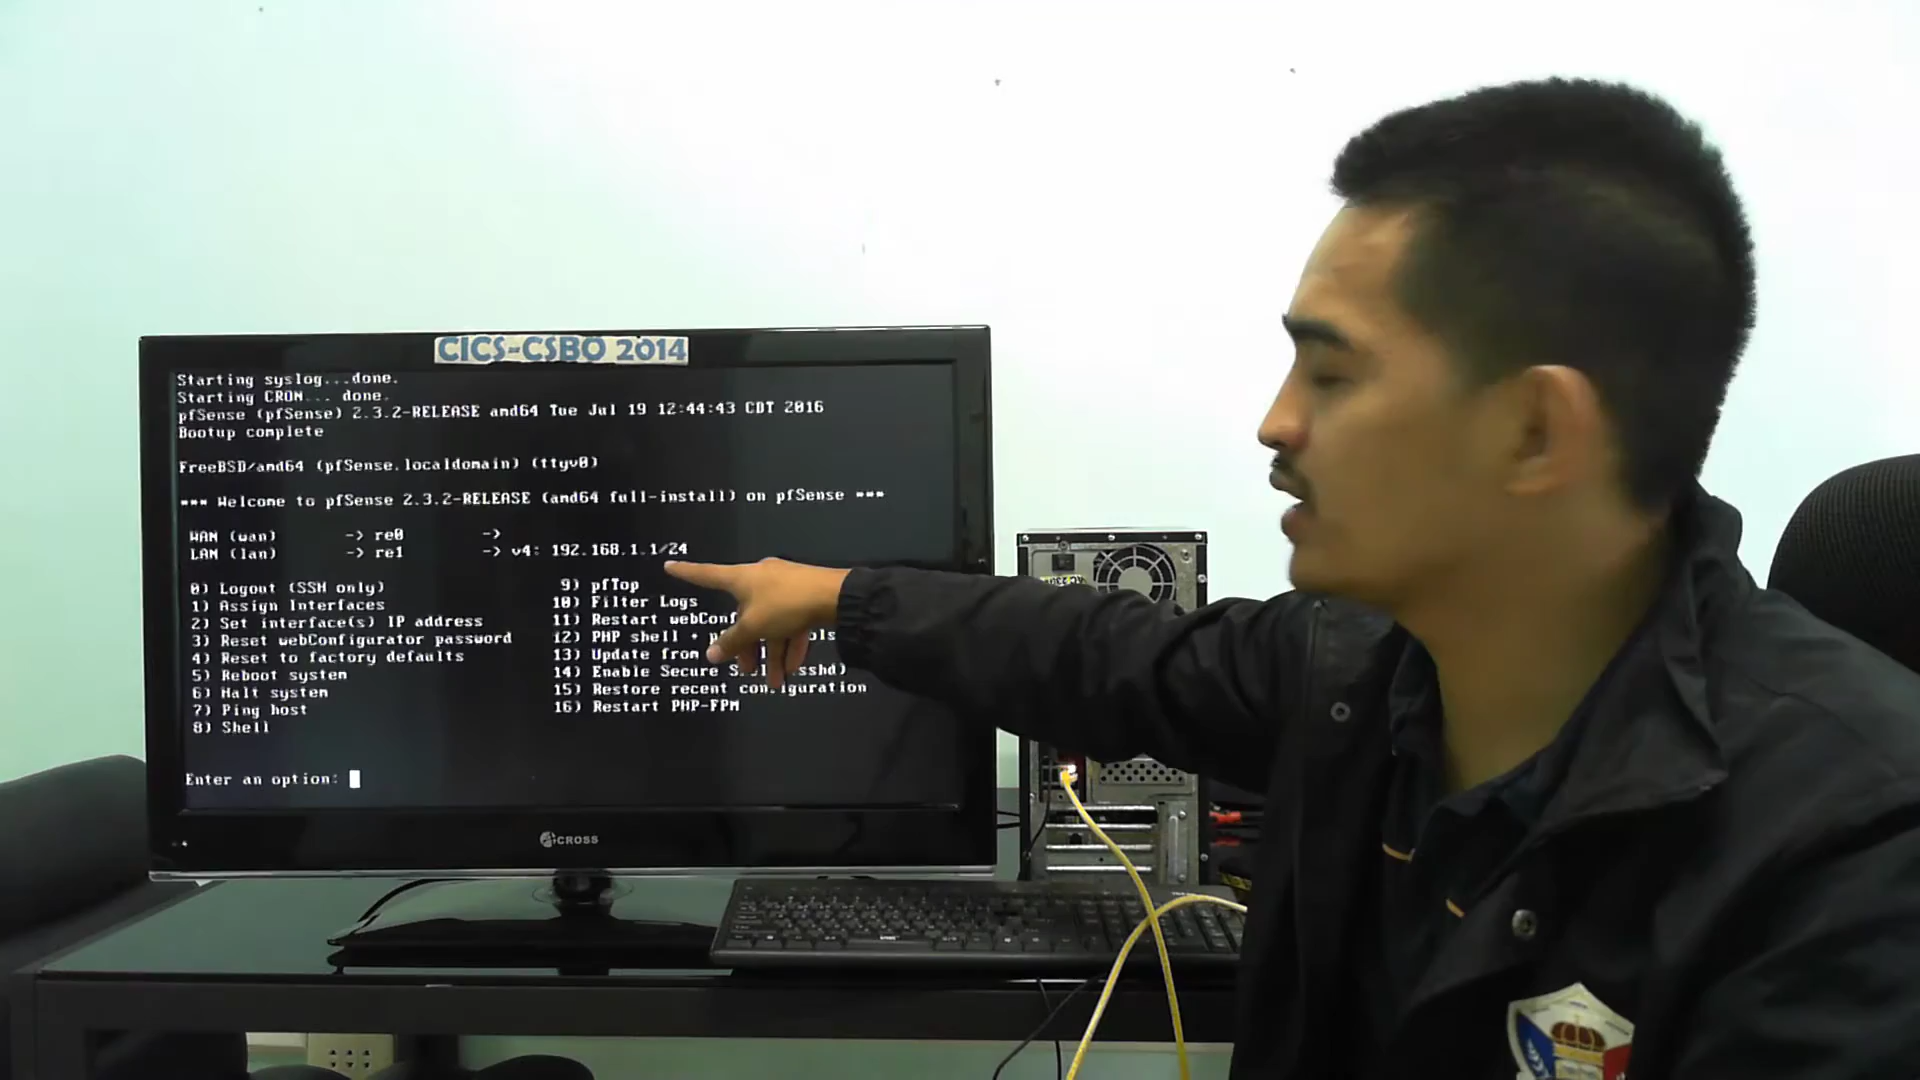 CICS-CSBO 2014
Starting syslog...done.
Starting CRON... done.
pfSense (pfSense) 2.3.2-RELEASE amd64 Tue Jul 19 12:44:43 CDT 2016
Bootup complete
FreeBSD/amd64 (pfSense.localdomain) (ttyv0)
*** Welcome to pfSense 2.3.2-RELEASE (amd64 full-install) on pfSense ***
WAN (wan) -> re0 ->
LAN (lan) -> re1 -> v4: 192.168.1.1/24
0) Logout (SSH only)
1) Assign Interfaces
2) Set interface(s) IP address
3) Reset webConfigurator password
4) Reset to factory defaults
5) Reboot system
6) Halt system
7) Ping host
8) Shell
9) pfTop
10) Filter Logs
11) Restart webConf
12) PHP shell + pf ols
13) Update from
14) Enable Secure S sshd)
15) Restore recent configuration
16) Restart PHP-FPM
Enter an option:
CROSS